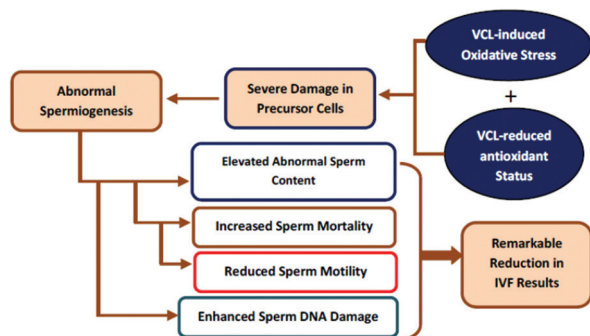 VCL-induced
Oxidative Stress
+
VCL-reduced
antioxidant
Status
Severe Damage in
Precursor Cells
Abnormal
Spermiogenesis
Elevated Abnormal Sperm
Content
Increased Sperm Mortality
Reduced Sperm Motility
Enhanced Sperm DNA Damage
Remarkable
Reduction in
IVF Results